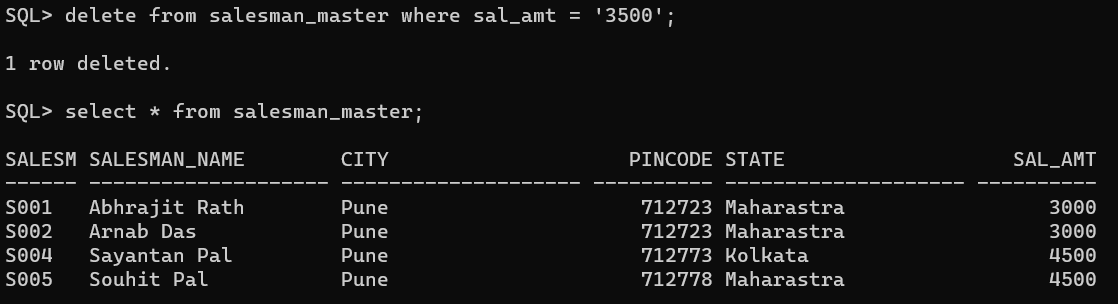 SQL> delete from salesman_master where sal_amt = '3500';
1 row deleted.
SQL> select * from salesman_master;
SALESM SALESMAN_NAME        CITY                    PINCODE STATE                   SAL_AMT
------ -------------------- -------------------- ---------- -------------------- ----------
S001   Abhrajit Rath        Pune                     712723 Maharastra                 3000
S002   Arnab Das            Pune                     712723 Maharastra                 3000
S004   Sayantan Pal         Pune                     712773 Kolkata                    4500
S005   Souhit Pal           Pune                     712778 Maharastra                 4500